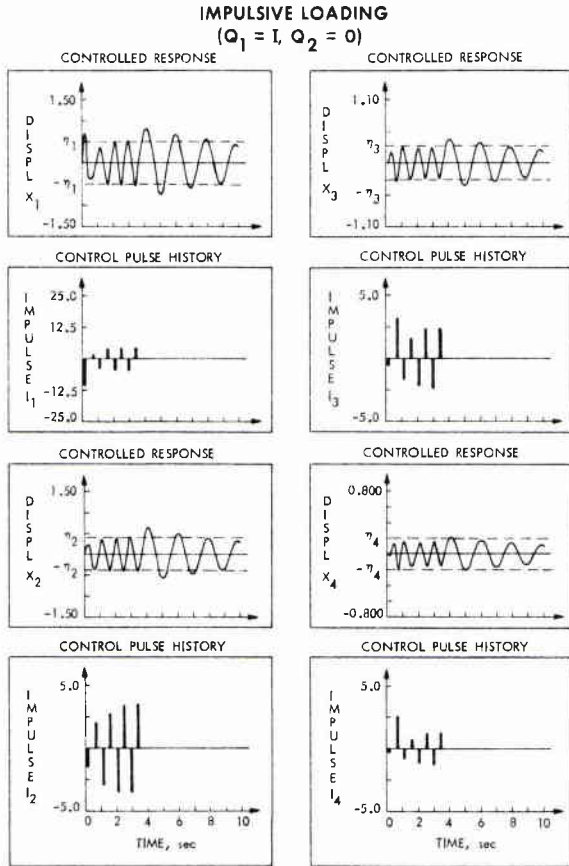 IMPULSIVE LOADING
(Q1 = I, Q2 = 0)
CONTROLLED RESPONSE
1.50
DISPL X1
η1
-η1
-1.50
CONTROL PULSE HISTORY
25.0
12.5
IMPULSE I1
-12.5
-25.0
CONTROLLED RESPONSE
1.50
DISPL X2
η2
-η2
-1.50
CONTROL PULSE HISTORY
5.0
IMPULSE I2
-5.0
0 2 4 6 8 10
TIME, sec
CONTROLLED RESPONSE
1.10
DISPL X3
η3
-η3
-1.10
CONTROL PULSE HISTORY
5.0
IMPULSE I3
-5.0
CONTROLLED RESPONSE
0.800
DISPL X4
η4
-η4
-0.800
CONTROL PULSE HISTORY
5.0
IMPULSE I4
-5.0
0 2 4 6 8 10
TIME, sec